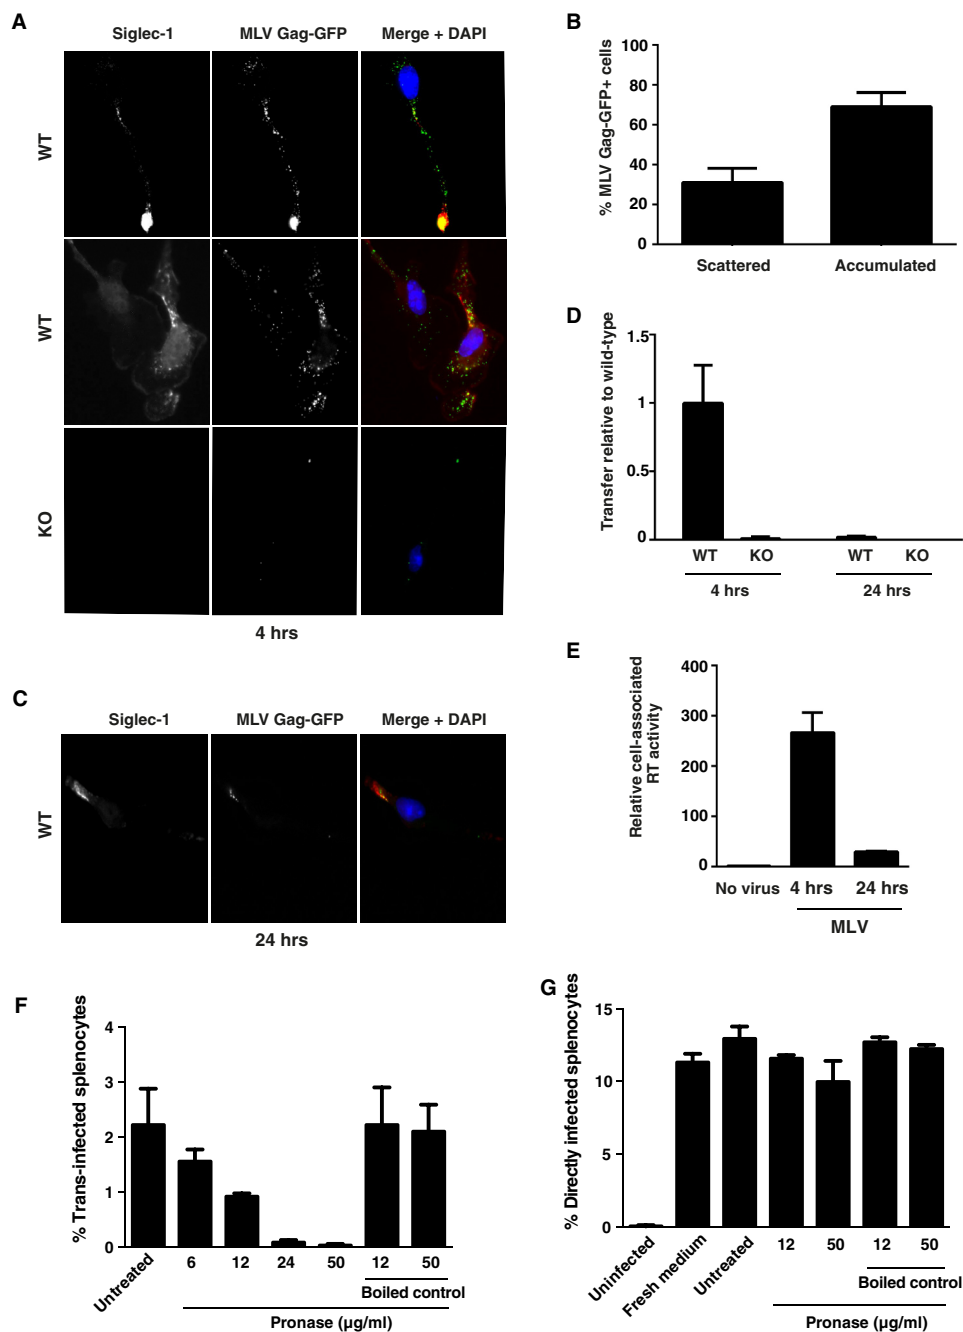 A
Siglec-1 MLV Gag-GFP Merge + DAPI
WT
WT
KO
4 hrs
B
% MLV Gag-GFP+ cells
100
80
60
40
20
0
Scattered Accumulated
C
Siglec-1 MLV Gag-GFP Merge + DAPI
WT
24 hrs
D
Transfer relative to wild-type
1.5
1
0.5
0
WT KO WT KO
4 hrs 24 hrs
E
Relative cell-associated
RT activity
400
300
200
100
0
No virus 4 hrs 24 hrs
MLV
F
% Trans-infected splenocytes
4
3
2
1
0
Untreated 6 12 24 50 12 50
Boiled control
Pronase (µg/ml)
G
% Directly infected splenocytes
15
10
5
0
Uninfected Fresh medium Untreated 12 50 12 50
Boiled control
Pronase (µg/ml)